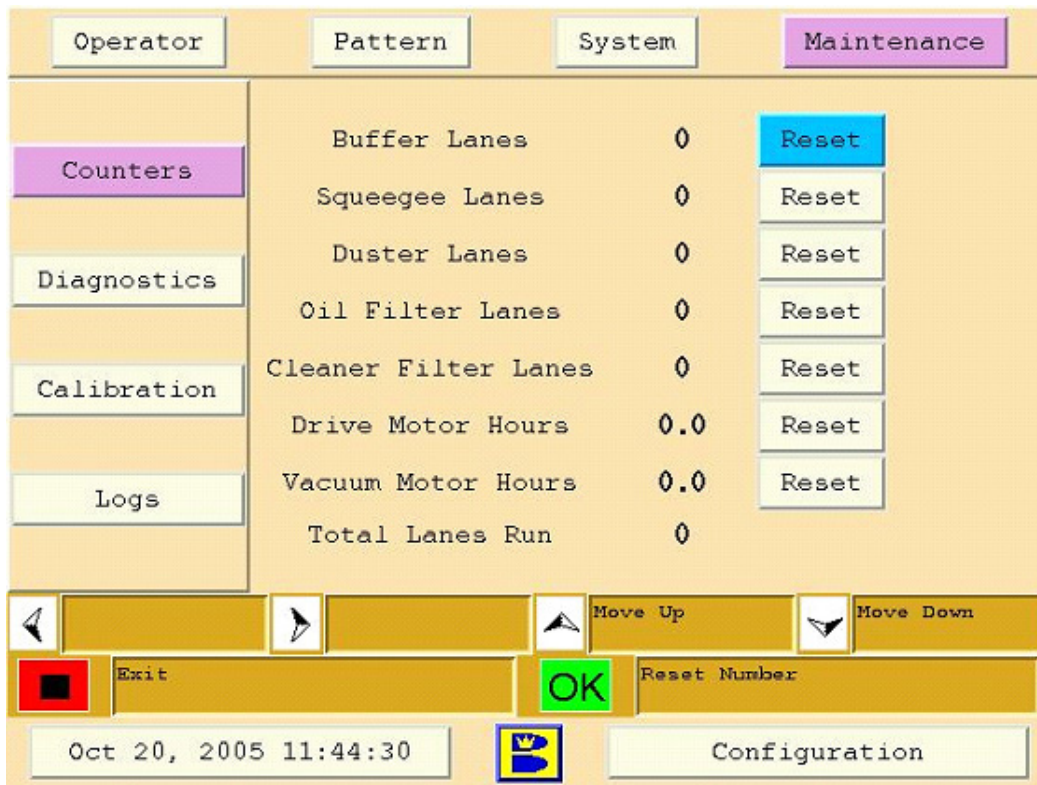 Operator Pattern System Maintenance
Counters
Diagnostics
Calibration
Logs
Buffer Lanes 0 Reset
Squeegee Lanes 0 Reset
Duster Lanes 0 Reset
Oil Filter Lanes 0 Reset
Cleaner Filter Lanes 0 Reset
Drive Motor Hours 0.0 Reset
Vacuum Motor Hours 0.0 Reset
Total Lanes Run 0
Move Up Move Down
Exit OK Reset Number
Oct 20, 2005 11:44:30 Configuration